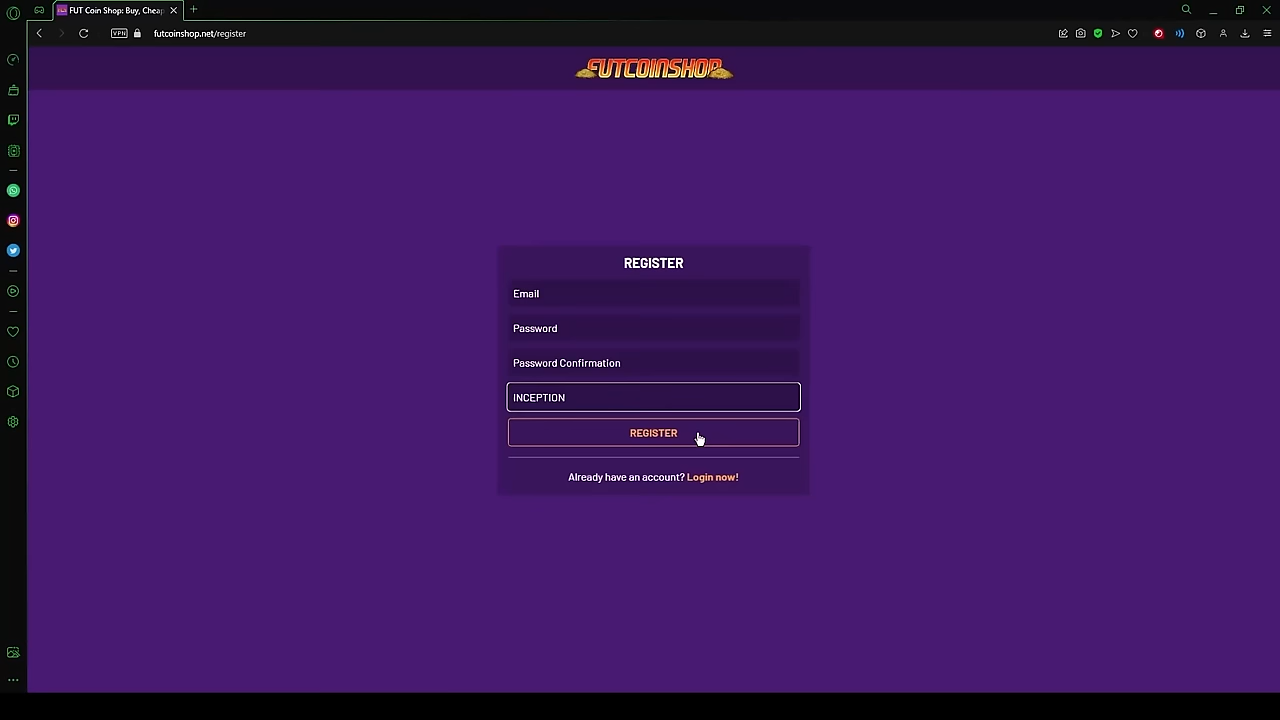 FUT Coin Shop: Buy, Cheap
VPN
futcoinshop.net/register
FUTCOINSHOP
REGISTER
Email
Password
Password Confirmation
INCEPTION
REGISTER
Already have an account? Login now!